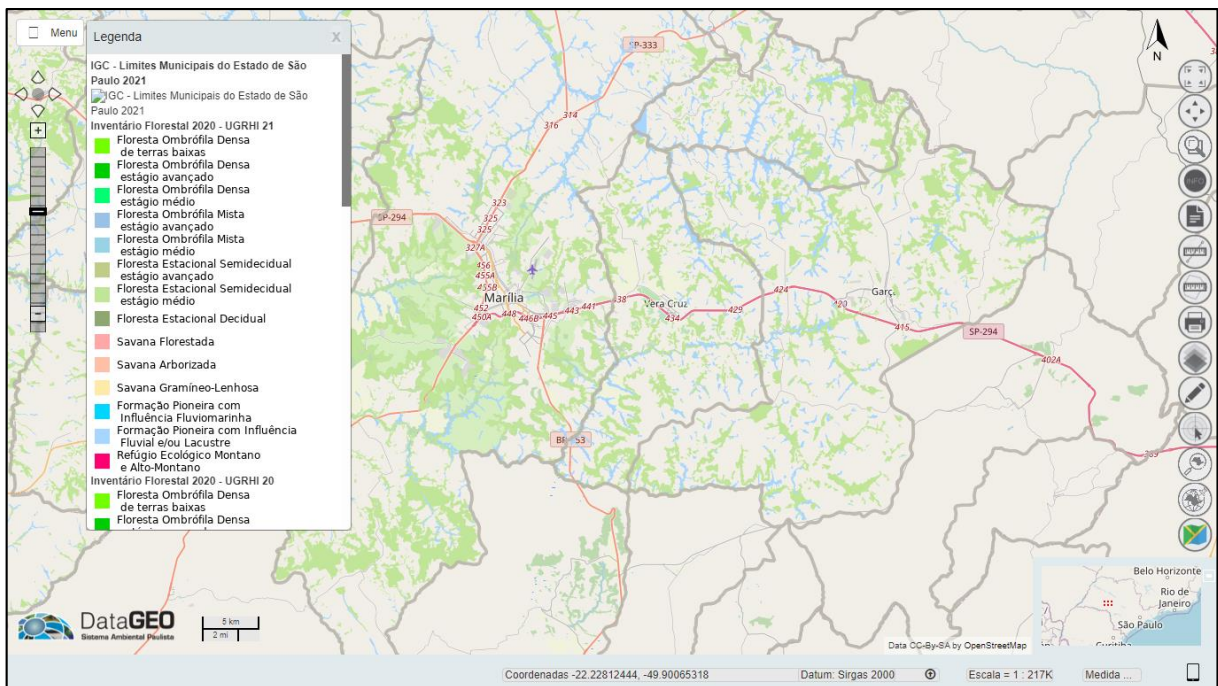 Menu
Legenda
X
IGC - Limites Municipais do Estado de São
Paulo 2021
IGC - Limites Municipais do Estado de São
Paulo 2021
Inventário Florestal 2020 - UGRHI 21
Floresta Ombrófila Densa
de terras baixas
Floresta Ombrófila Densa
estágio avançado
Floresta Ombrófila Densa
estágio médio
Floresta Ombrófila Mista
estágio avançado
Floresta Ombrófila Mista
estágio médio
Floresta Estacional Semidecidual
estágio avançado
Floresta Estacional Semidecidual
estágio médio
Floresta Estacional Decidual
Savana Florestada
Savana Arborizada
Savana Gramíneo-Lenhosa
Formação Pioneira com
Influência Fluviomarinha
Formação Pioneira com Influência
Fluvial e/ou Lacustre
Refúgio Ecológico Montano
e Alto-Montano
Inventário Florestal 2020 - UGRHI 20
Floresta Ombrófila Densa
de terras baixas
Floresta Ombrófila Densa
SP-333
314
316
323
325
325
SP-294
327A
456
455A
455B
Marília
452
450A
448
446B
445
443
441
438
Vera Cruz
434
429
424
420
Garç
415
SP-294
402A
389
N
INFO
DataGEO
Sistema Ambiental Paulista
5 km
2 mi
Belo Horizonte
Rio de
Janeiro
São Paulo
Curitiba
Data CC-By-SA by OpenStreetMap
Coordenadas -22.22812444, -49.90065318
Datum: Sirgas 2000
Escala = 1 : 217K
Medida ...